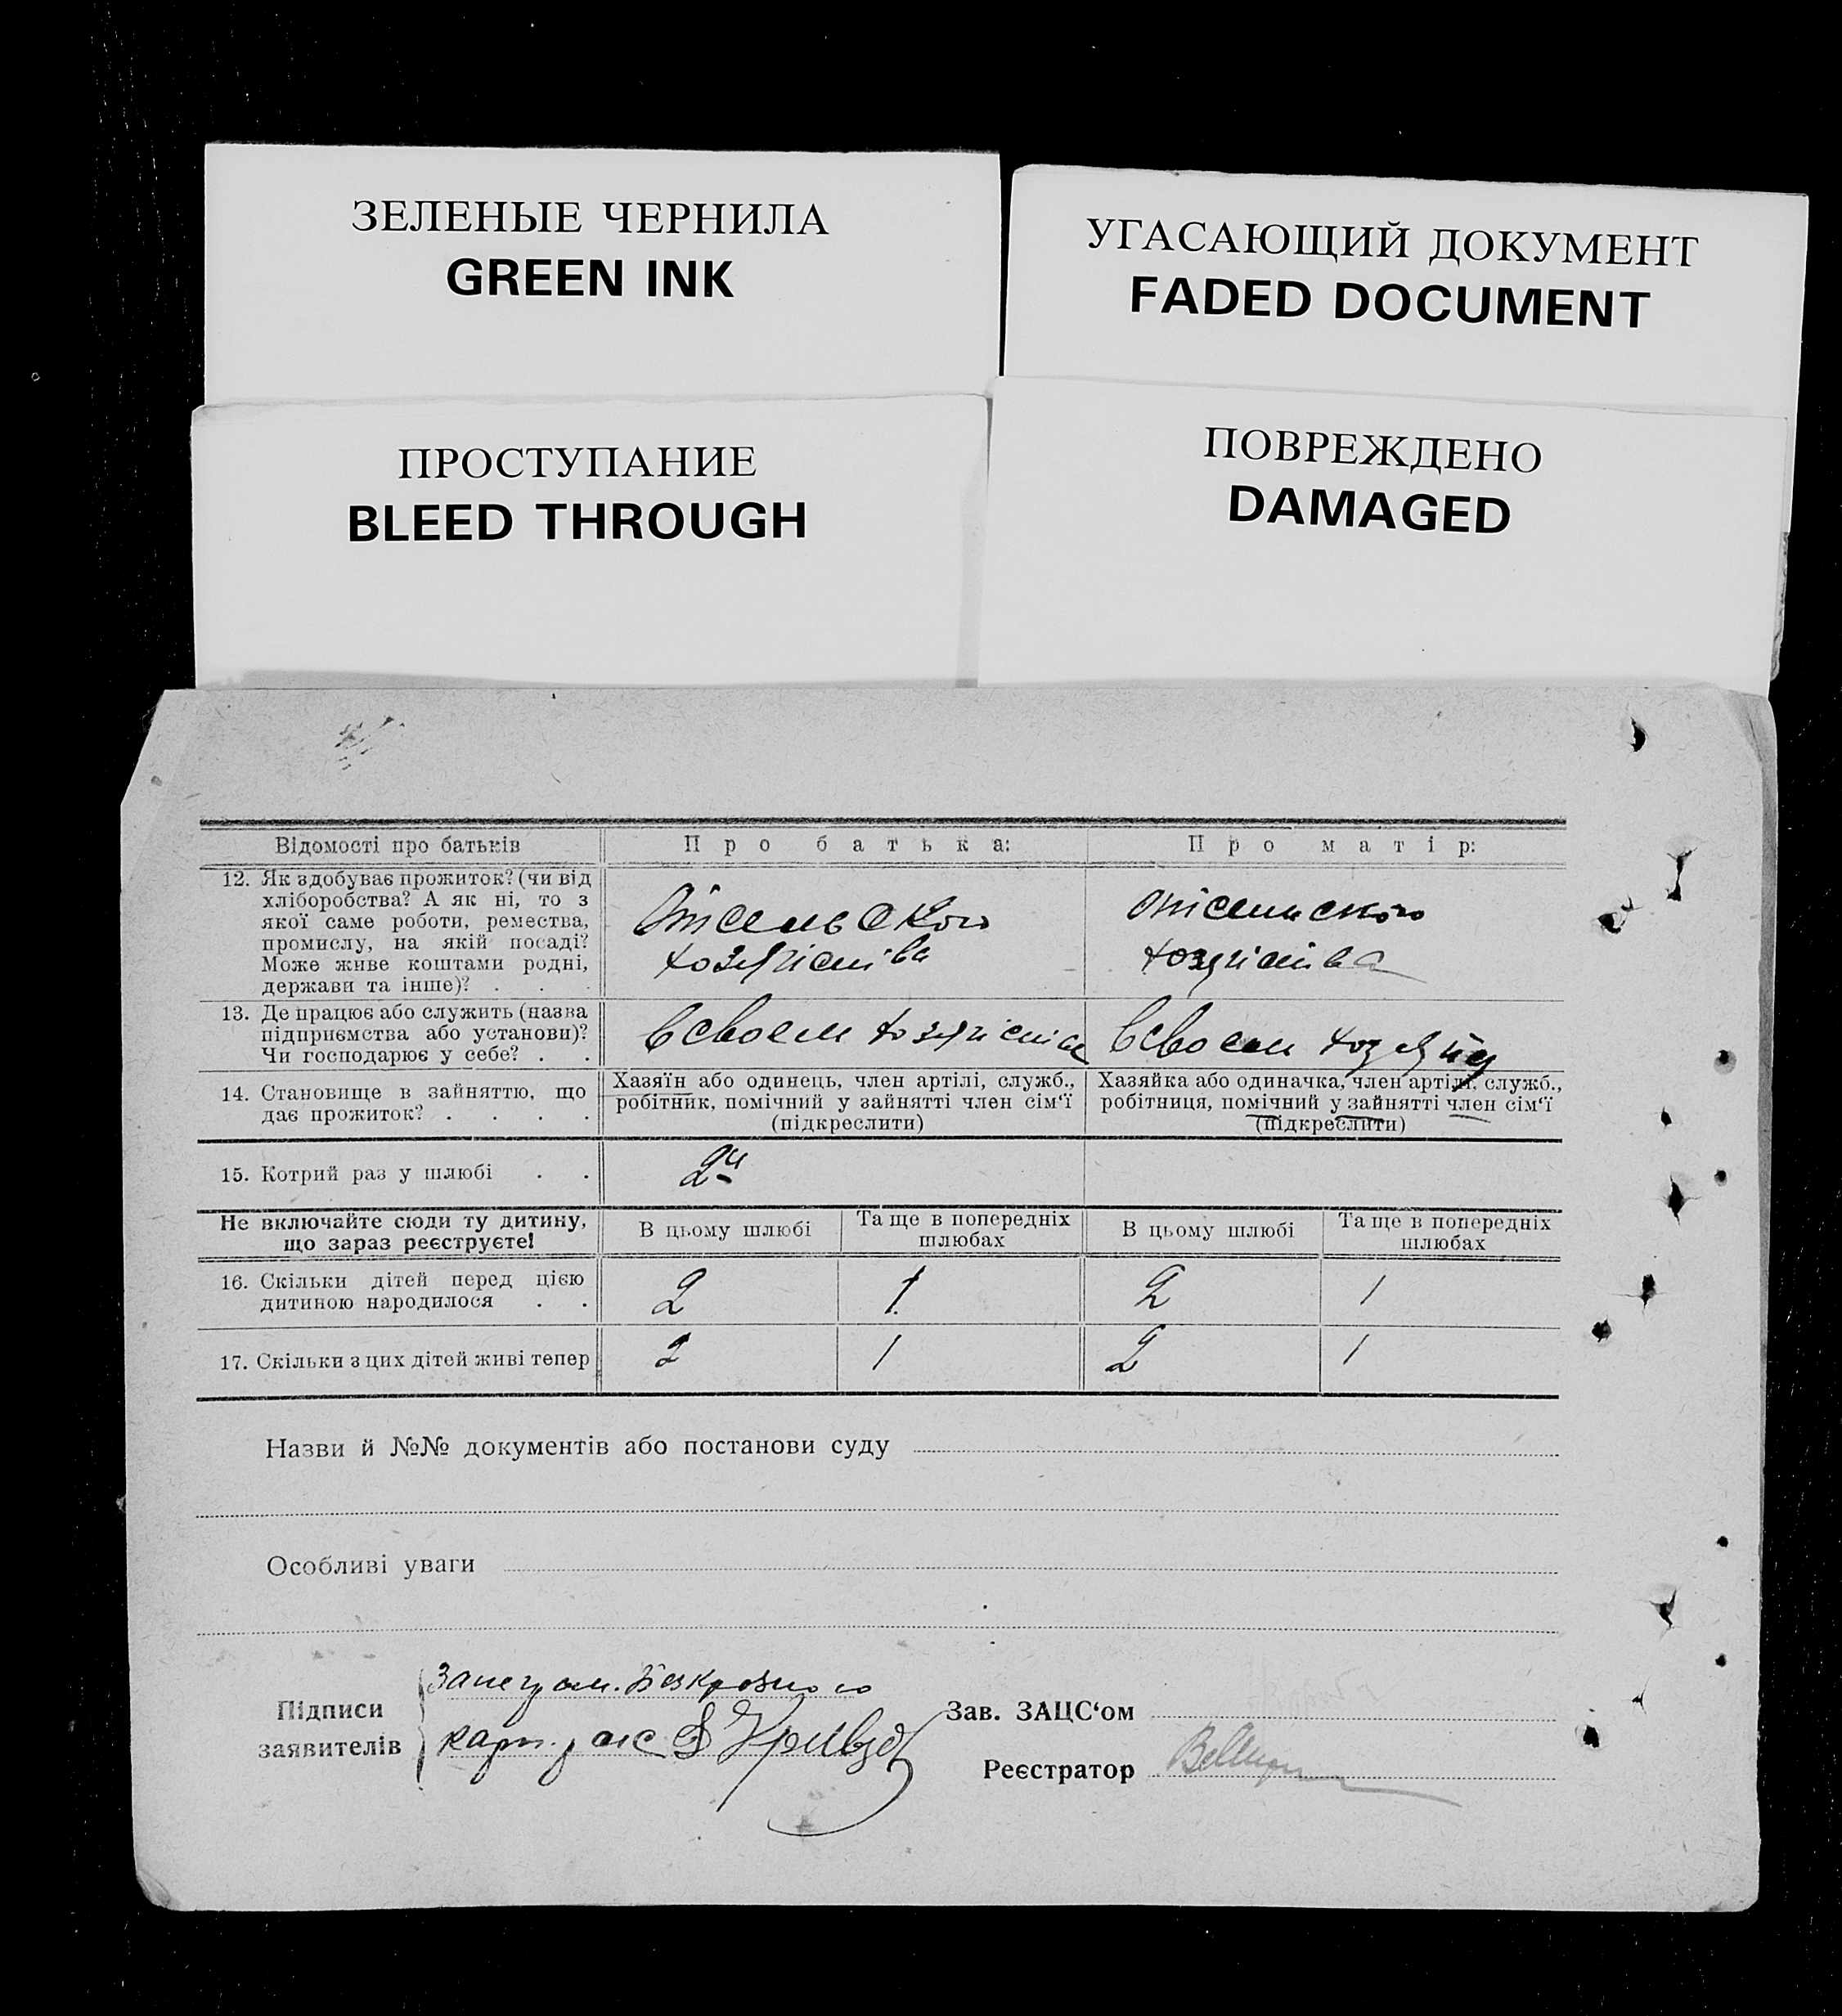 ЗЕЛЕНЫЕ ЧЕРНИЛА
GREEN INK
УГАСАЮЩИЙ ДОКУМЕНТ
FADED DOCUMENT
ПРОСТУПАНИЕ
BLEED THROUGH
ПОВРЕЖДЕНО
DAMAGED
Відомості про батьків
Про батька:
Про матір:
12. Як здобуває прожиток? (чи від
хліборобства? А як ні, то з
якої саме роботи, ремества,
промислу, на якій посаді?
Може живе коштами родні,
держави та інше)? . . .
13. Де працює або служить (назва
підприємства або установи)?
Чи господарює у себе? . .
14. Становище в зайняттю, що
дає прожиток? . . . .
Хазяїн або одинець, член артілі, служб.,
робітник, помічний у зайнятті член сім‘ї
(підкреслити)
Хазяйка або одиначка, член артілі, служб.,
робітниця, помічний у зайнятті член сім‘ї
(підкреслити)
15. Котрий раз у шлюбі . .
2й
Не включайте сюди ту дитину,
що зараз реєструєте!
В цьому шлюбі
Та ще в попередніх
шлюбах
В цьому шлюбі
Та ще в попередніх
шлюбах
16. Скільки дітей перед цією
дитиною народилося . .
2
1
2
1
17. Скільки з цих дітей живі тепер
2
1
2
1
Назви й №№ документів або постанови суду
Особливі уваги
Підписи
заявителів
Зав. ЗАЦС‘ом
Реєстратор